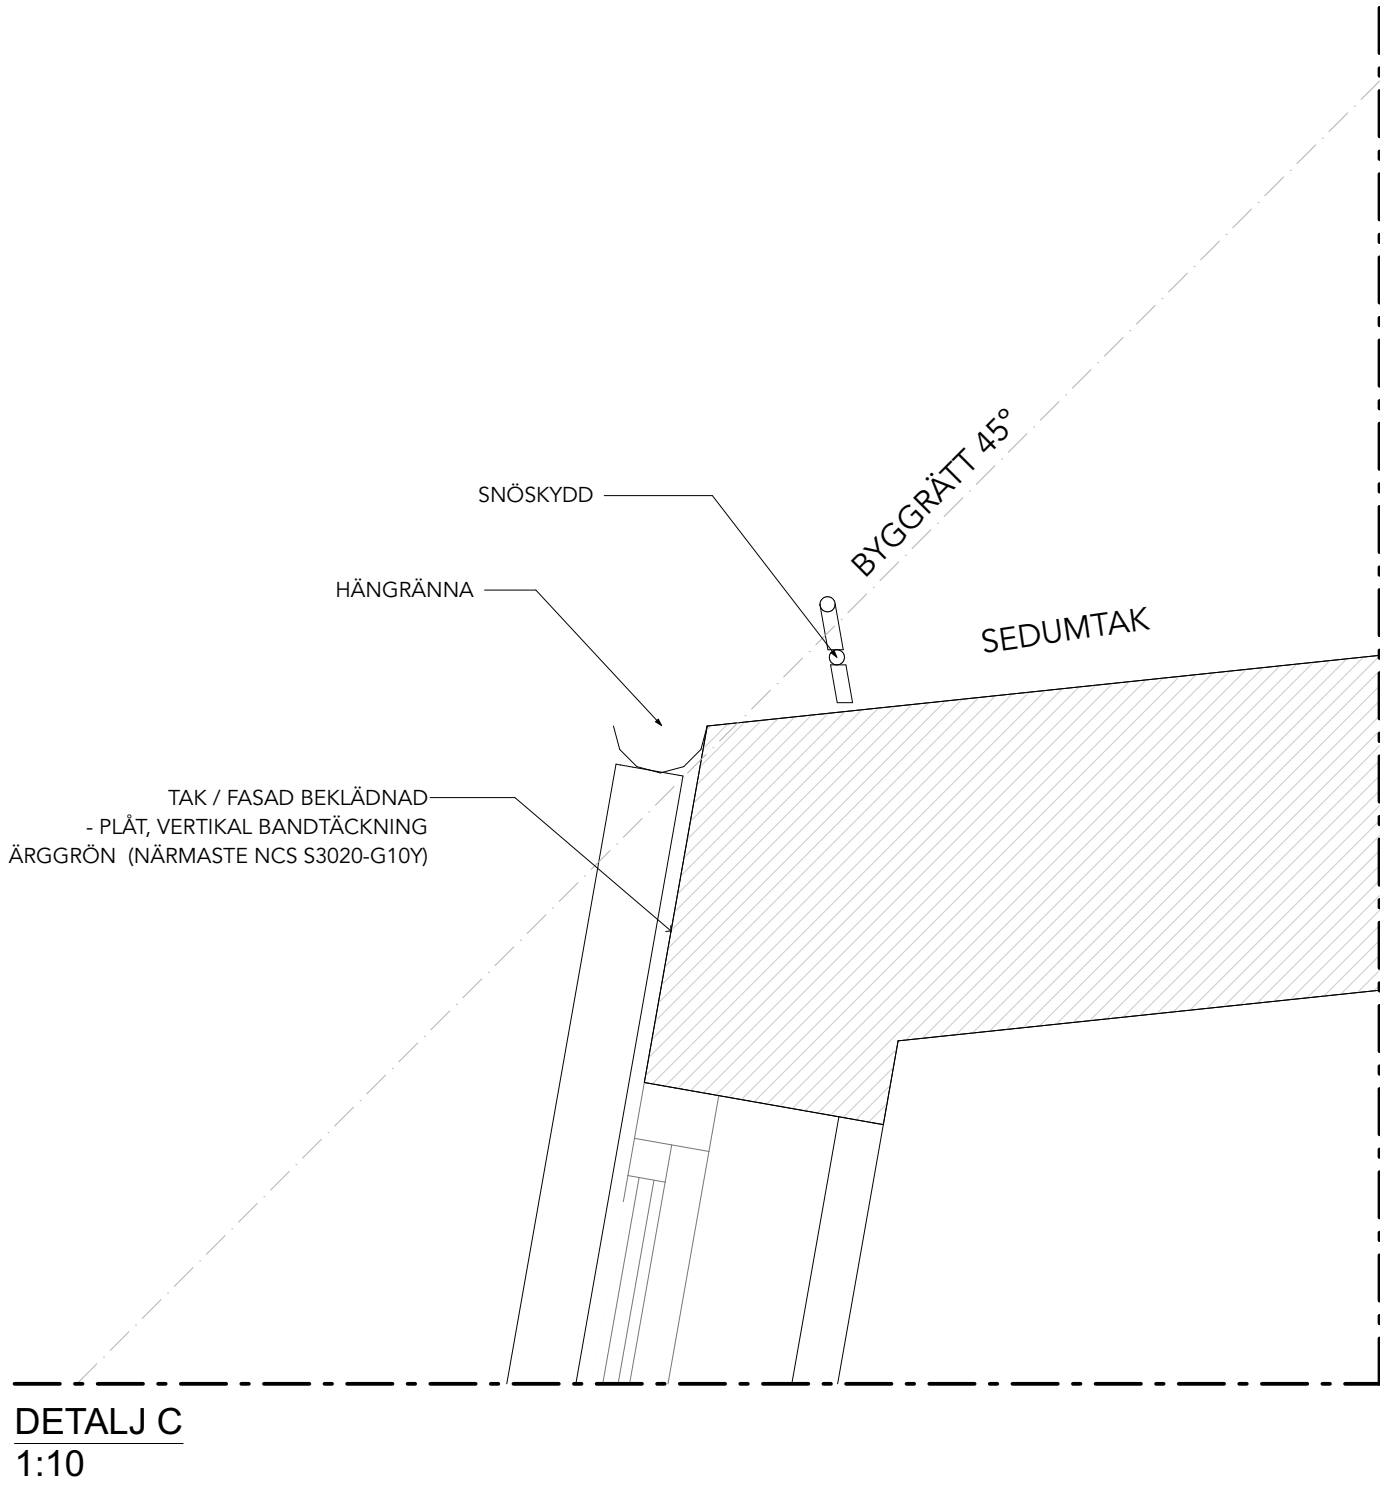 BYGGRÄTT 45°
SNÖSKYDD
HÄNGRÄNNA
SEDUMTAK
TAK / FASAD BEKLÄDNAD
- PLÅT, VERTIKAL BANDTÄCKNING
ÄRGGRÖN (NÄRMASTE NCS S3020-G10Y)
DETALJ C
1:10